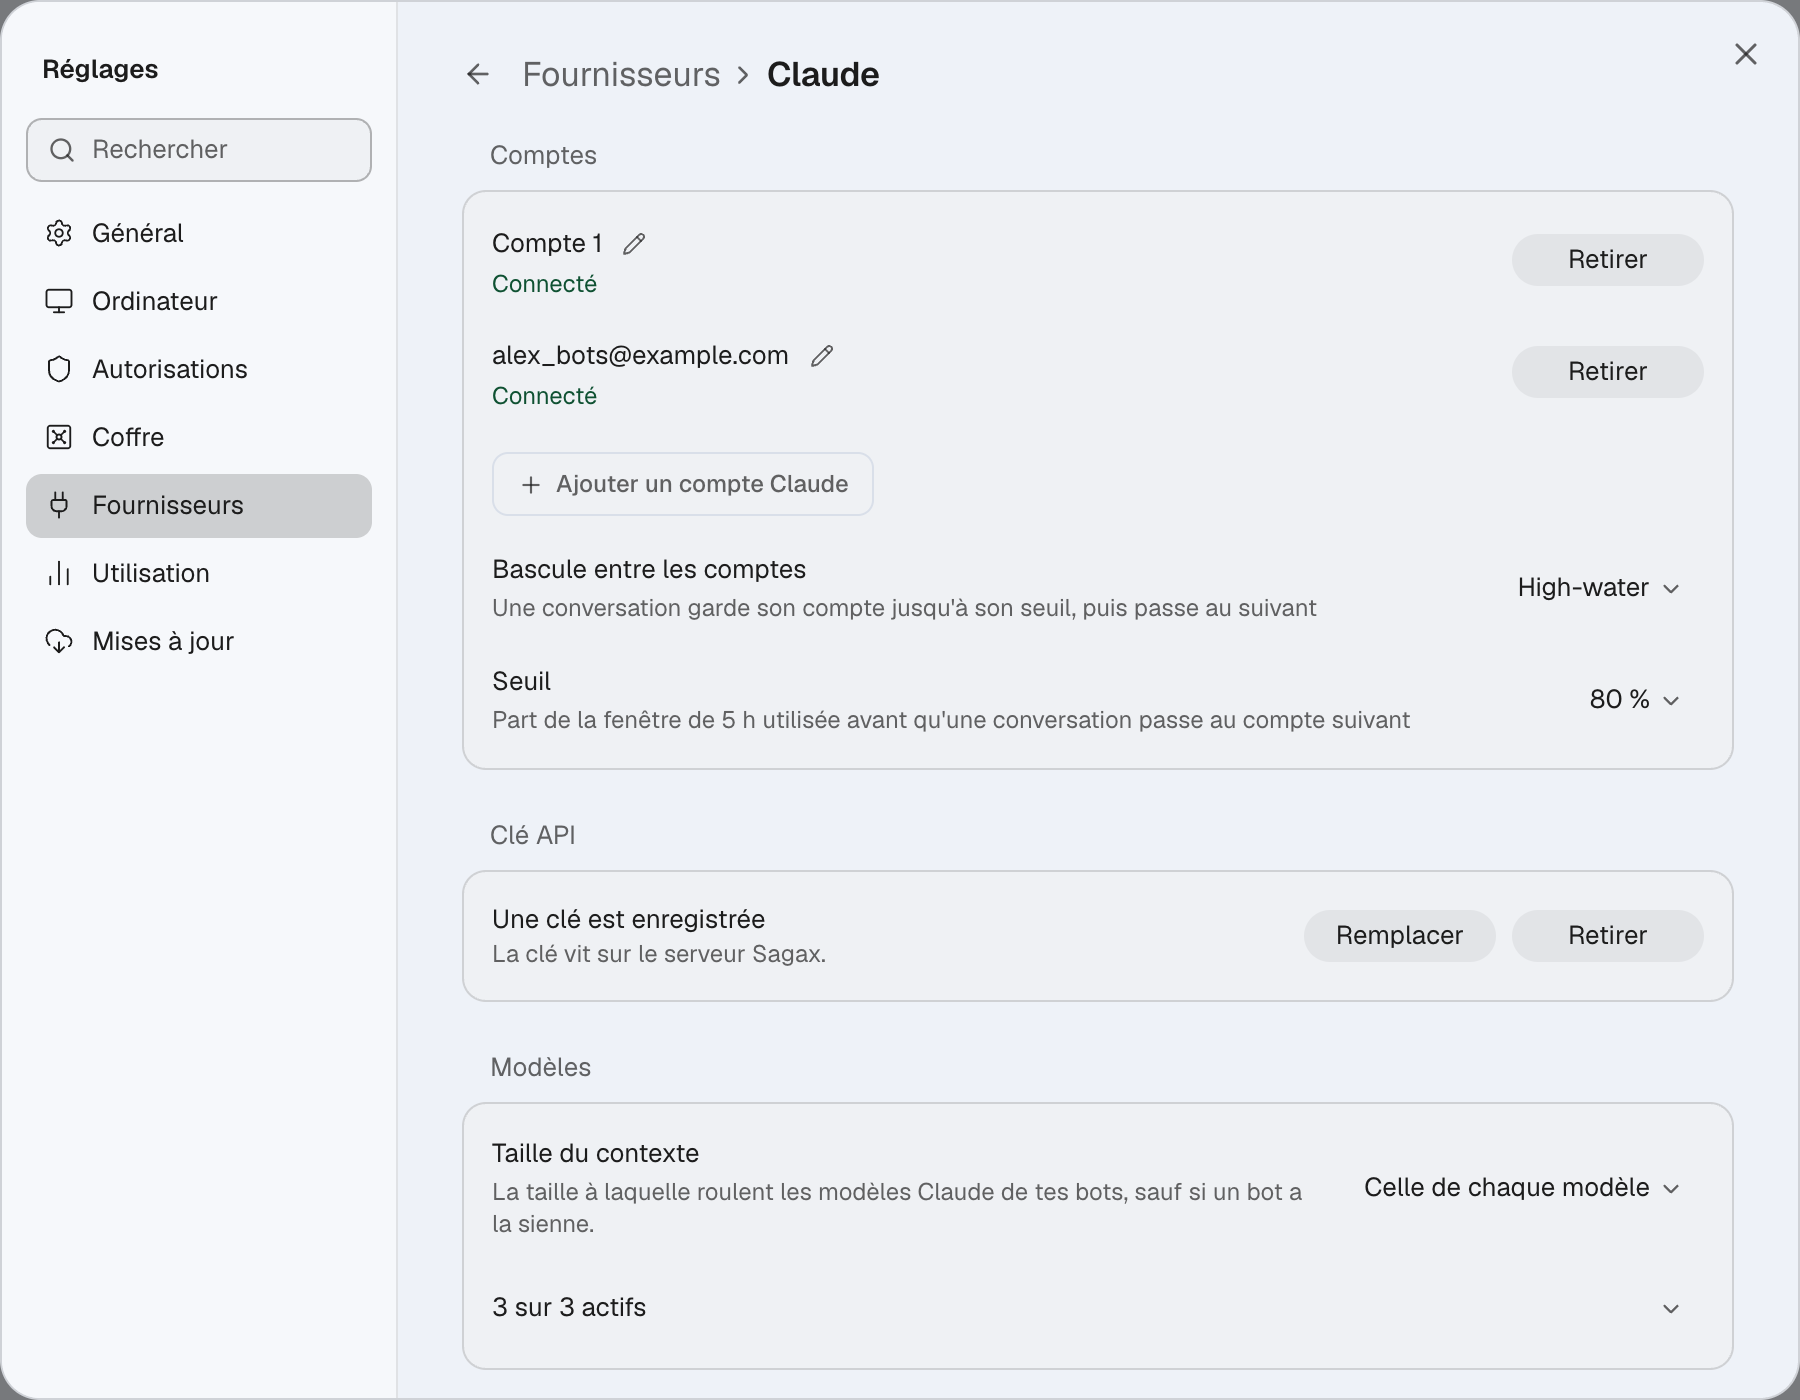 Réglages
Rechercher
Général
Ordinateur
Autorisations
Coffre
Fournisseurs
Utilisation
Mises à jour
Fournisseurs > Claude
Comptes
Compte 1
Connecté
Retirer
alex_bots@example.com
Connecté
Retirer
+ Ajouter un compte Claude
Bascule entre les comptes
Une conversation garde son compte jusqu'à son seuil, puis passe au suivant
High-water
Seuil
Part de la fenêtre de 5 h utilisée avant qu'une conversation passe au compte suivant
80 %
Clé API
Une clé est enregistrée
La clé vit sur le serveur Sagax.
Remplacer
Retirer
Modèles
Taille du contexte
La taille à laquelle roulent les modèles Claude de tes bots, sauf si un bot a
la sienne.
Celle de chaque modèle
3 sur 3 actifs